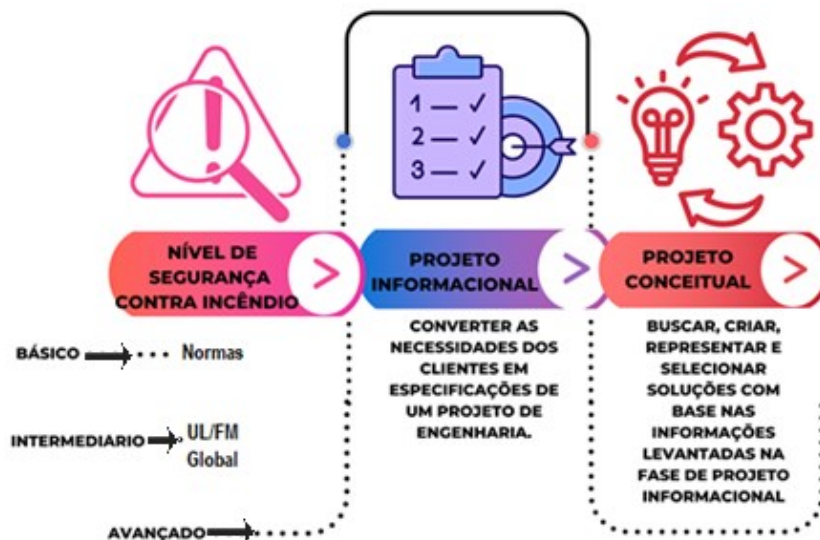 1
2
3
NÍVEL DE
SEGURANÇA
CONTRA INCÊNDIO
>
BÁSICO
Normas
INTERMEDIARIO
UL/FM
Global
AVANÇADO
PROJETO
INFORMACIONAL
>
CONVERTER AS
NECESSIDADES DOS
CLIENTES EM
ESPECIFICAÇÕES DE
UM PROJETO DE
ENGENHARIA.
PROJETO
CONCEITUAL
>
BUSCAR, CRIAR,
REPRESENTAR E
SELECIONAR
SOLUÇÕES COM
BASE NAS
INFORMAÇÕES
LEVANTADAS NA
FASE DE PROJETO
INFORMACIONAL